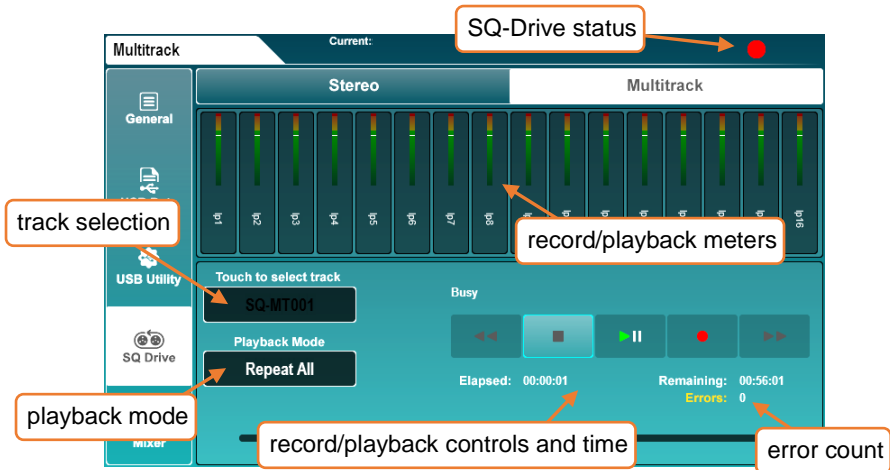 SQ-Drive status
Multitrack
Current:
Stereo
Multitrack
General
Ip1
Ip2
Ip3
Ip4
Ip5
Ip6
Ip7
Ip8
Ip16
track selection
record/playback meters
USB Utility
Touch to select track
SQ-MT001
Busy
SQ Drive
Playback Mode
Repeat All
Elapsed: 00:00:01
Remaining: 00:56:01
Errors: 0
playback mode
record/playback controls and time
error count
Mixer